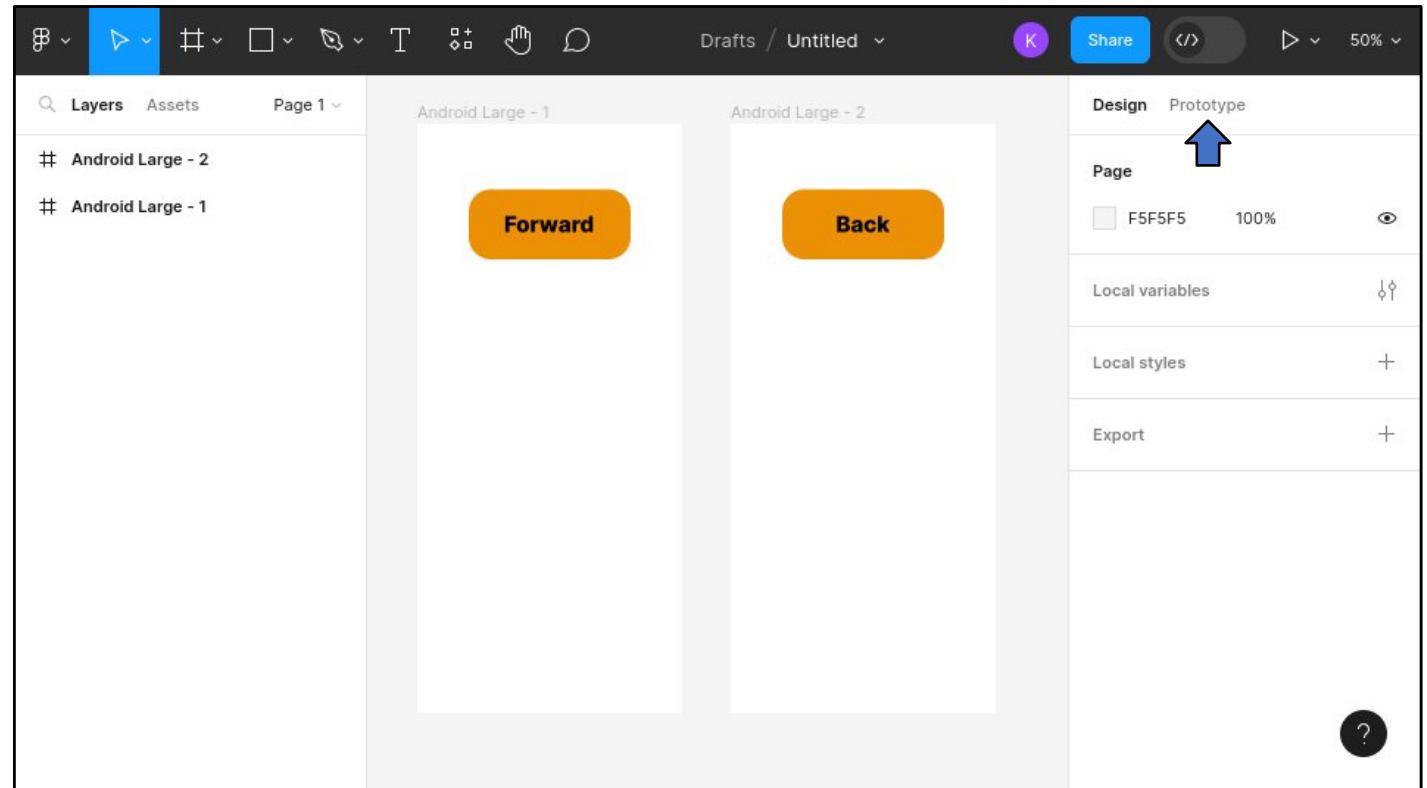 Drafts / Untitled
K
Share
50%
Layers Assets Page 1
Android Large - 2
Android Large - 1
Android Large - 1
Forward
Android Large - 2
Back
Design Prototype
Page
F5F5F5 100%
Local variables
Local styles
Export
?